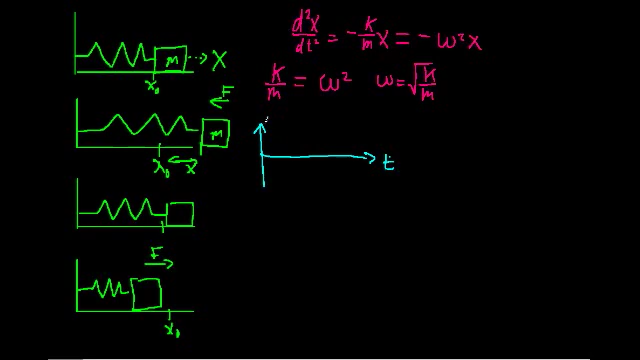 d²x/dt² = -k/m x = -ω²x
k/m = ω² ω = √k/m
m x
x₀
F
m
x₀ x
t
F
x₀